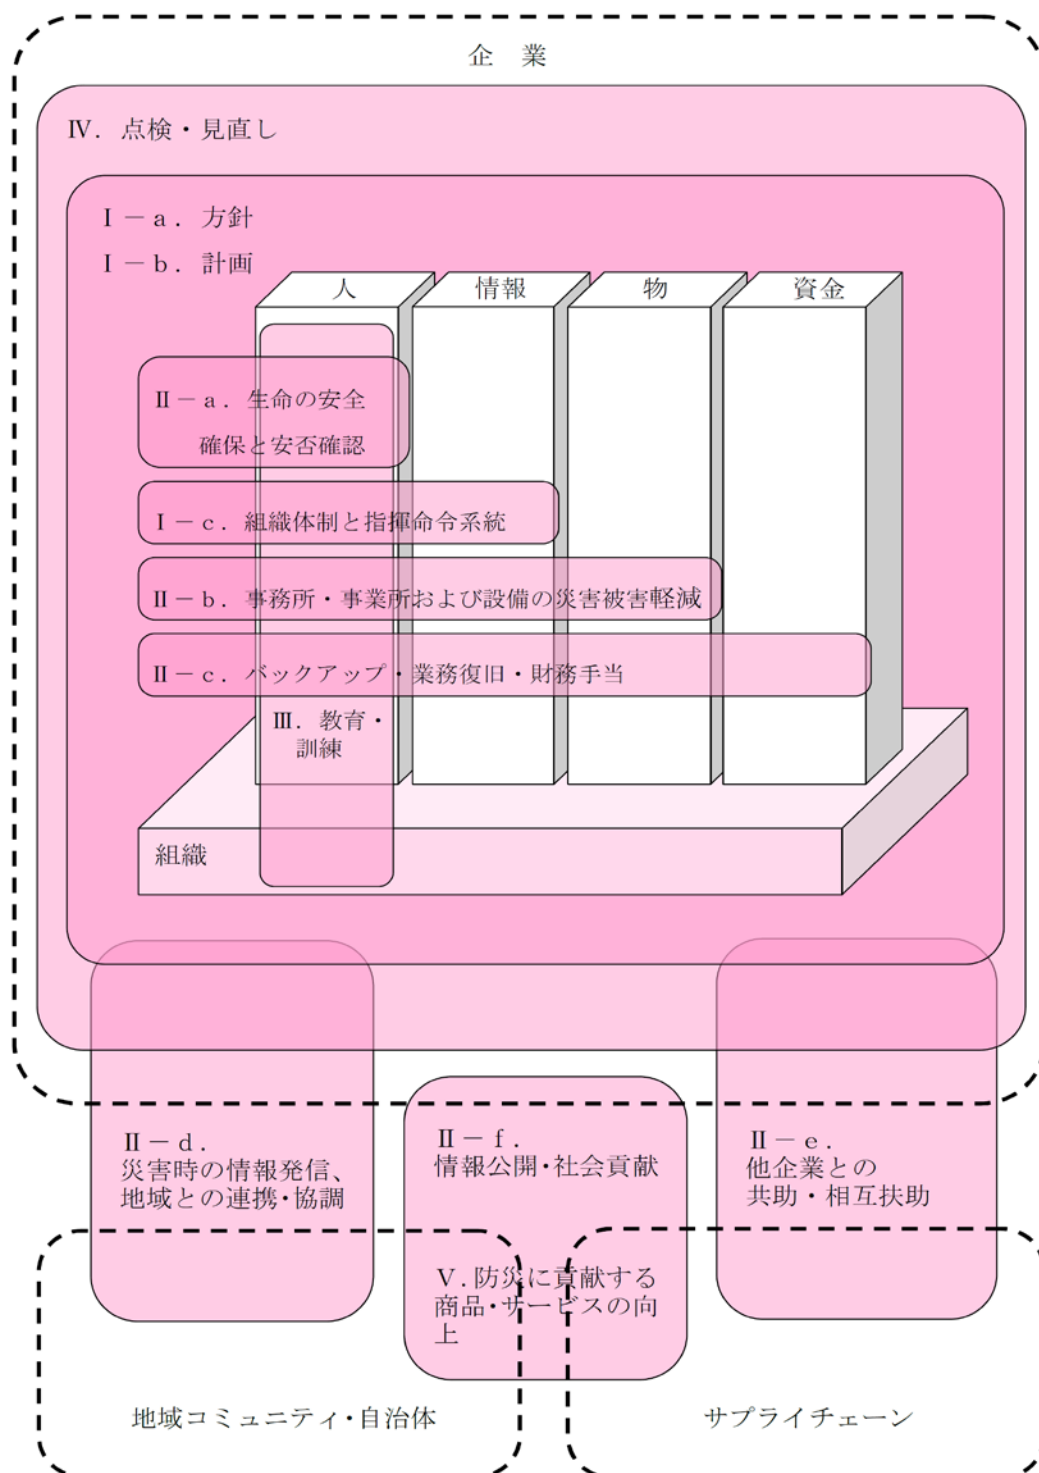 企　業
Ⅳ．点検・見直し
Ⅰ－ａ．方針
Ⅰ－ｂ．計画
人
情報
物
資金
Ⅱ－ａ．生命の安全
確保と安否確認
Ⅰ－ｃ．組織体制と指揮命令系統
Ⅱ－ｂ．事務所・事業所および設備の災害被害軽減
Ⅱ－ｃ．バックアップ・業務復旧・財務手当
Ⅲ．教育・
訓練
組織
Ⅱ－ｄ．
災害時の情報発信、
地域との連携・協調
Ⅱ－ｆ．
情報公開・社会貢献
Ⅱ－ｅ．
他企業との
共助・相互扶助
Ⅴ．防災に貢献する
商品・サービスの向
上
地域コミュニティ・自治体
サプライチェーン